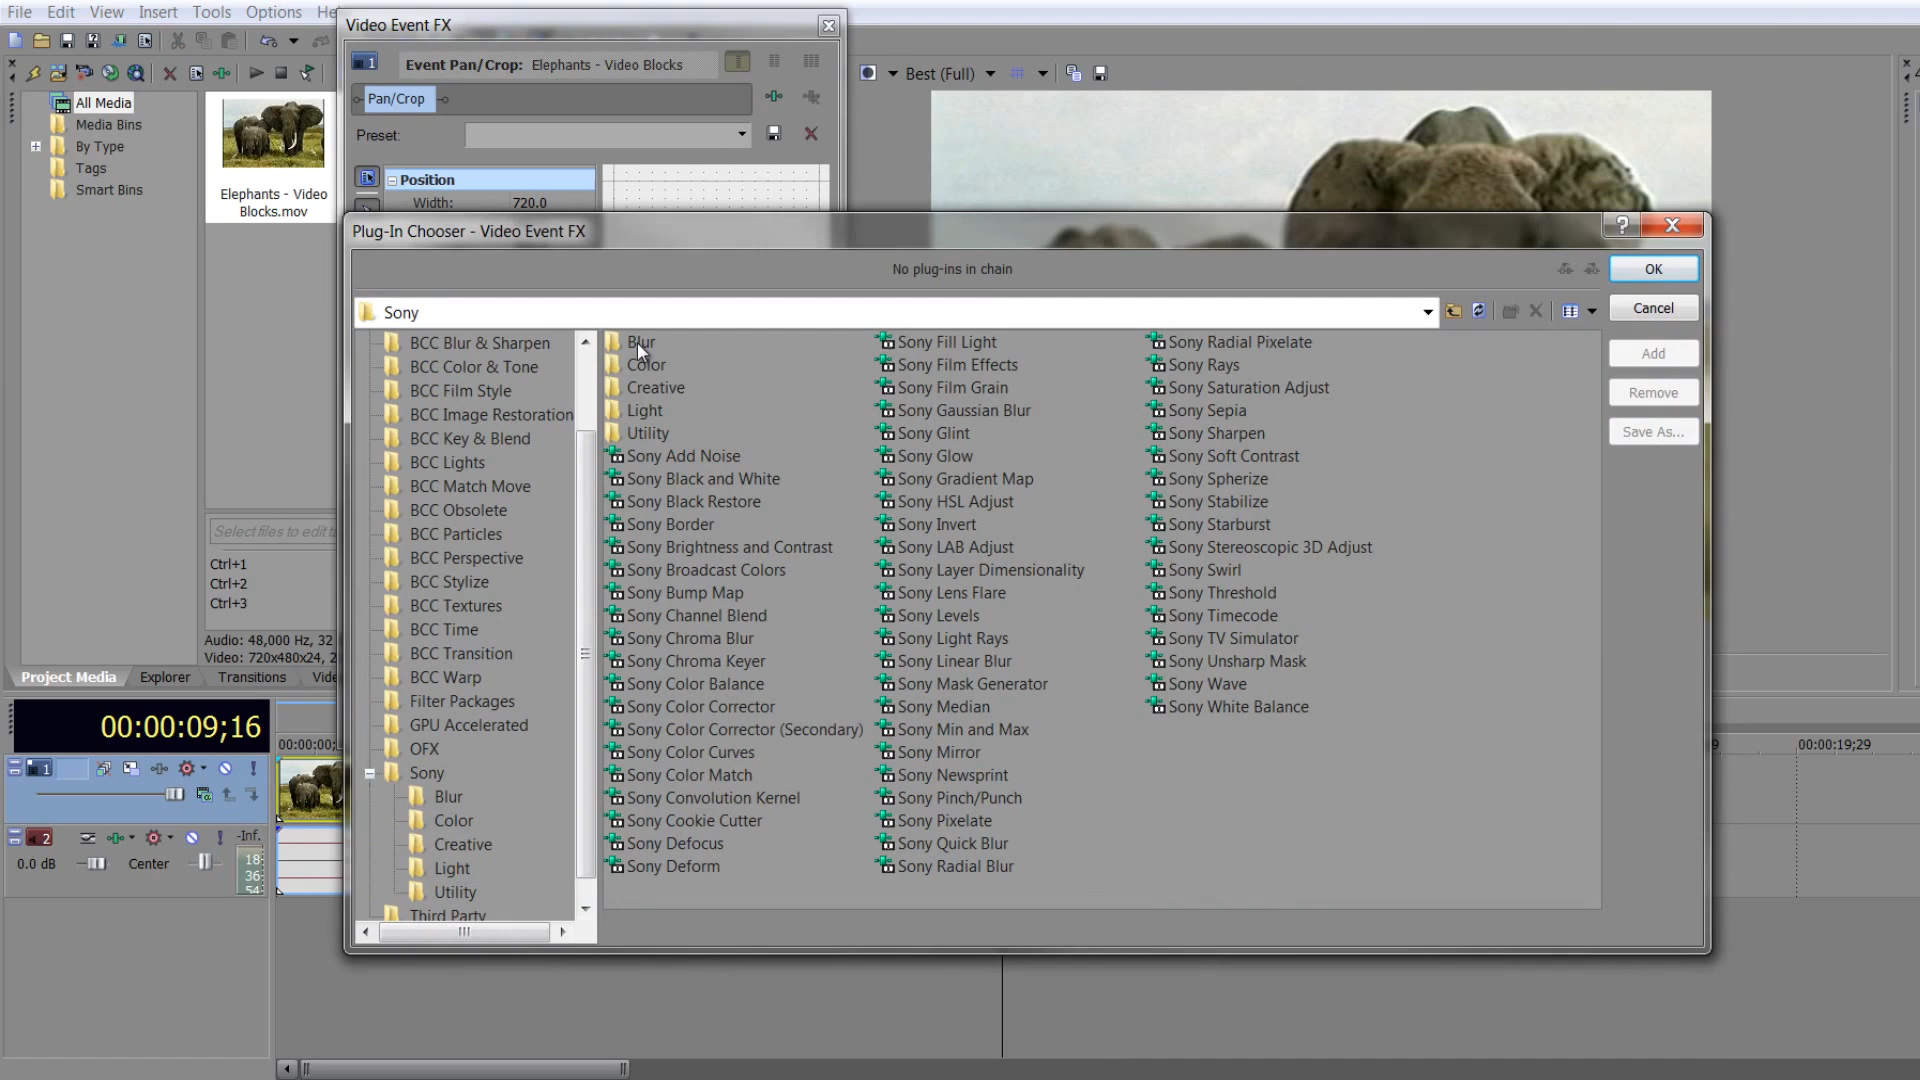 File Edit View Insert Tools Options
Video Event FX
1
Event Pan/Crop: Elephants - Video Blocks
Best (Full)
Pan/Crop
Preset:
All Media
Media Bins
By Type
Tags
Smart Bins
Elephants - Video
Blocks.mov
Position
Width: 720.0
Plug-In Chooser - Video Event FX
No plug-ins in chain
OK
Cancel
Add
Remove
Save As...
Sony
BCC Blur & Sharpen
BCC Color & Tone
BCC Film Style
BCC Image Restoration
BCC Key & Blend
BCC Lights
BCC Match Move
BCC Obsolete
BCC Particles
BCC Perspective
BCC Stylize
BCC Textures
BCC Time
BCC Transition
BCC Warp
Filter Packages
GPU Accelerated
OFX
Sony
Blur
Color
Creative
Light
Utility
Third Party
Blur
Color
Creative
Light
Utility
Sony Add Noise
Sony Black and White
Sony Black Restore
Sony Border
Sony Brightness and Contrast
Sony Broadcast Colors
Sony Bump Map
Sony Channel Blend
Sony Chroma Blur
Sony Chroma Keyer
Sony Color Balance
Sony Color Corrector
Sony Color Corrector (Secondary)
Sony Color Curves
Sony Color Match
Sony Convolution Kernel
Sony Cookie Cutter
Sony Defocus
Sony Deform
Sony Fill Light
Sony Film Effects
Sony Film Grain
Sony Gaussian Blur
Sony Glint
Sony Glow
Sony Gradient Map
Sony HSL Adjust
Sony Invert
Sony LAB Adjust
Sony Layer Dimensionality
Sony Lens Flare
Sony Levels
Sony Light Rays
Sony Linear Blur
Sony Mask Generator
Sony Median
Sony Min and Max
Sony Mirror
Sony Newsprint
Sony Pinch/Punch
Sony Pixelate
Sony Quick Blur
Sony Radial Blur
Sony Radial Pixelate
Sony Rays
Sony Saturation Adjust
Sony Sepia
Sony Sharpen
Sony Soft Contrast
Sony Spherize
Sony Stabilize
Sony Starburst
Sony Stereoscopic 3D Adjust
Sony Swirl
Sony Threshold
Sony Timecode
Sony TV Simulator
Sony Unsharp Mask
Sony Wave
Sony White Balance
Select files to edit
Ctrl+1
Ctrl+2
Ctrl+3
Audio: 48,000 Hz, 32
Video: 720x480x24, 2
Project Media Explorer Transitions
00:00:09;16
00:00:19;29
1
2
-Inf.
0.0 dB Center
18
36
54